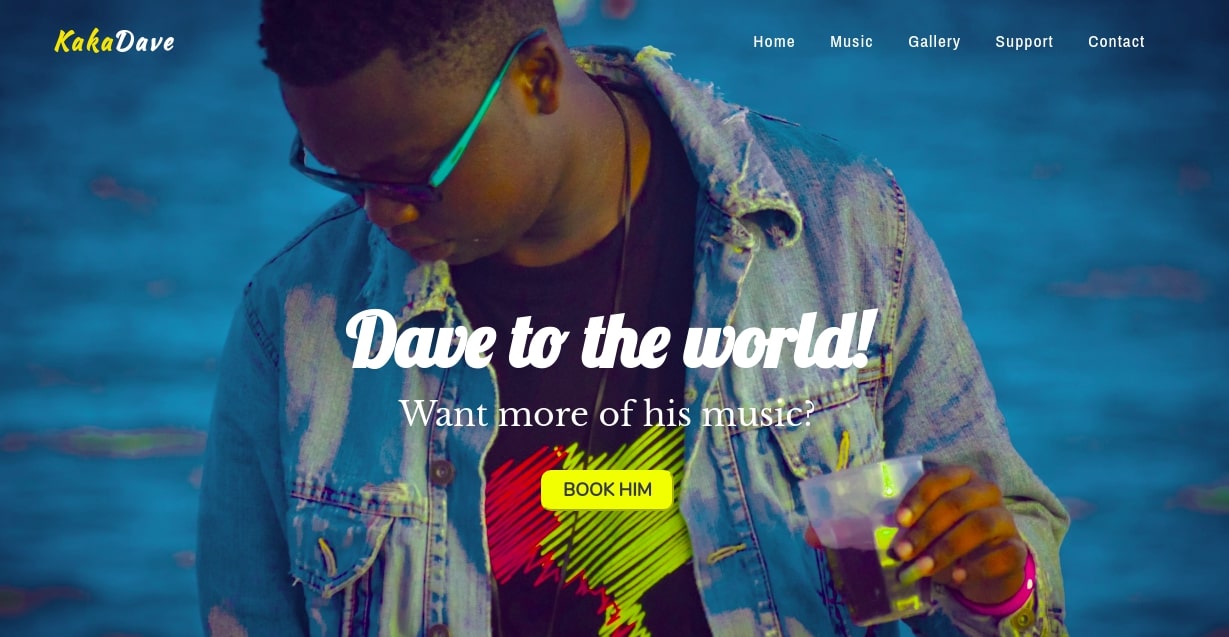 KakaDave
Home Music Gallery Support Contact
Dave to the world!
Want more of his music?
BOOK HIM